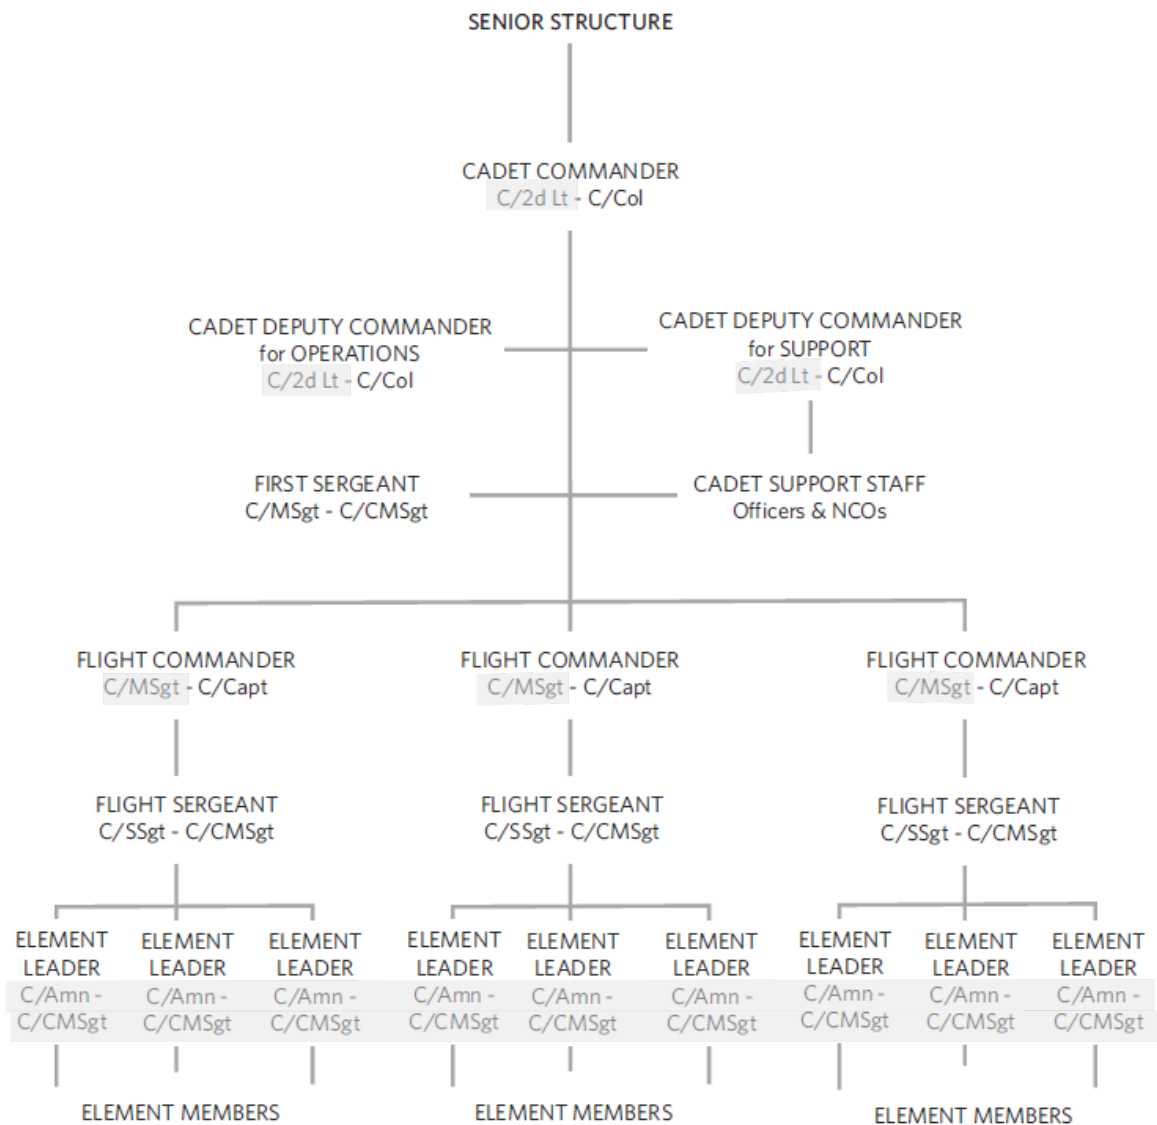 SENIOR STRUCTURE
CADET COMMANDER
C/2d Lt - C/Col
CADET DEPUTY COMMANDER
for OPERATIONS
C/2d Lt - C/Col
CADET DEPUTY COMMANDER
for SUPPORT
C/2d Lt - C/Col
FIRST SERGEANT
C/MSgt - C/CMSgt
CADET SUPPORT STAFF
Officers & NCOs
FLIGHT COMMANDER
C/MSgt - C/Capt
FLIGHT COMMANDER
C/MSgt - C/Capt
FLIGHT COMMANDER
C/MSgt - C/Capt
FLIGHT SERGEANT
C/SSgt - C/CMSgt
FLIGHT SERGEANT
C/SSgt - C/CMSgt
FLIGHT SERGEANT
C/SSgt - C/CMSgt
ELEMENT
LEADER
C/Amn -
C/CMSgt
ELEMENT
LEADER
C/Amn -
C/CMSgt
ELEMENT
LEADER
C/Amn -
C/CMSgt
ELEMENT
LEADER
C/Amn -
C/CMSgt
ELEMENT
LEADER
C/Amn -
C/CMSgt
ELEMENT
LEADER
C/Amn -
C/CMSgt
ELEMENT
LEADER
C/Amn -
C/CMSgt
ELEMENT
LEADER
C/Amn -
C/CMSgt
ELEMENT
LEADER
C/Amn -
C/CMSgt
ELEMENT MEMBERS
ELEMENT MEMBERS
ELEMENT MEMBERS